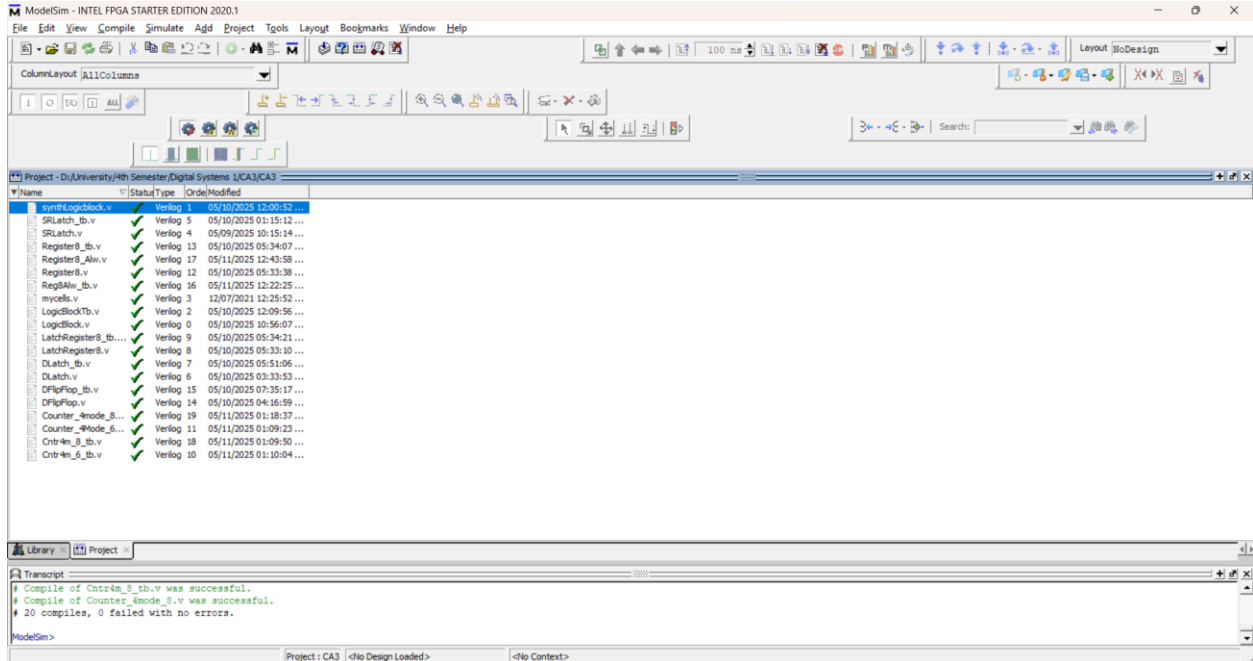 ModelSim - INTEL FPGA STARTER EDITION 2020.1
File Edit View Compile Simulate Add Project Tools Layout Bookmarks Window Help
100 ns
Layout NoDesign
ColumnLayout AllColumns
Search:
Project - D:/University/4th Semester/Digital Systems 1/CA3/CA3
Name Status Type Orde Modified
synthLogicblock.v Verilog 1 05/10/2025 12:00:52 ...
SRLatch_tb.v Verilog 5 05/10/2025 01:15:12 ...
SRLatch.v Verilog 4 05/09/2025 10:15:14 ...
Register8_tb.v Verilog 13 05/10/2025 05:34:07 ...
Register8_Alw.v Verilog 17 05/11/2025 12:43:58 ...
Register8.v Verilog 12 05/10/2025 05:33:38 ...
Reg8Alw_tb.v Verilog 16 05/11/2025 12:22:25 ...
mycells.v Verilog 3 12/07/2021 12:25:52 ...
LogicBlockTb.v Verilog 2 05/10/2025 12:09:56 ...
LogicBlock.v Verilog 0 05/10/2025 10:56:07 ...
LatchRegister8_tb.... Verilog 9 05/10/2025 05:34:21 ...
LatchRegister8.v Verilog 8 05/10/2025 05:33:10 ...
DLatch_tb.v Verilog 7 05/10/2025 05:51:06 ...
DLatch.v Verilog 6 05/10/2025 03:33:53 ...
DFlipFlop_tb.v Verilog 15 05/10/2025 07:35:17 ...
DFlipFlop.v Verilog 14 05/10/2025 04:16:59 ...
Counter_4mode_8... Verilog 19 05/11/2025 01:18:37 ...
Counter_4Mode_6... Verilog 11 05/11/2025 01:09:23 ...
Cntr4m_8_tb.v Verilog 18 05/11/2025 01:09:50 ...
Cntr4m_6_tb.v Verilog 10 05/11/2025 01:10:04 ...
Library Project
Transcript
# Compile of Cntr4m_8_tb.v was successful.
# Compile of Counter_4mode_8.v was successful.
# 20 compiles, 0 failed with no errors.
ModelSim>
Project : CA3 <No Design Loaded> <No Context>